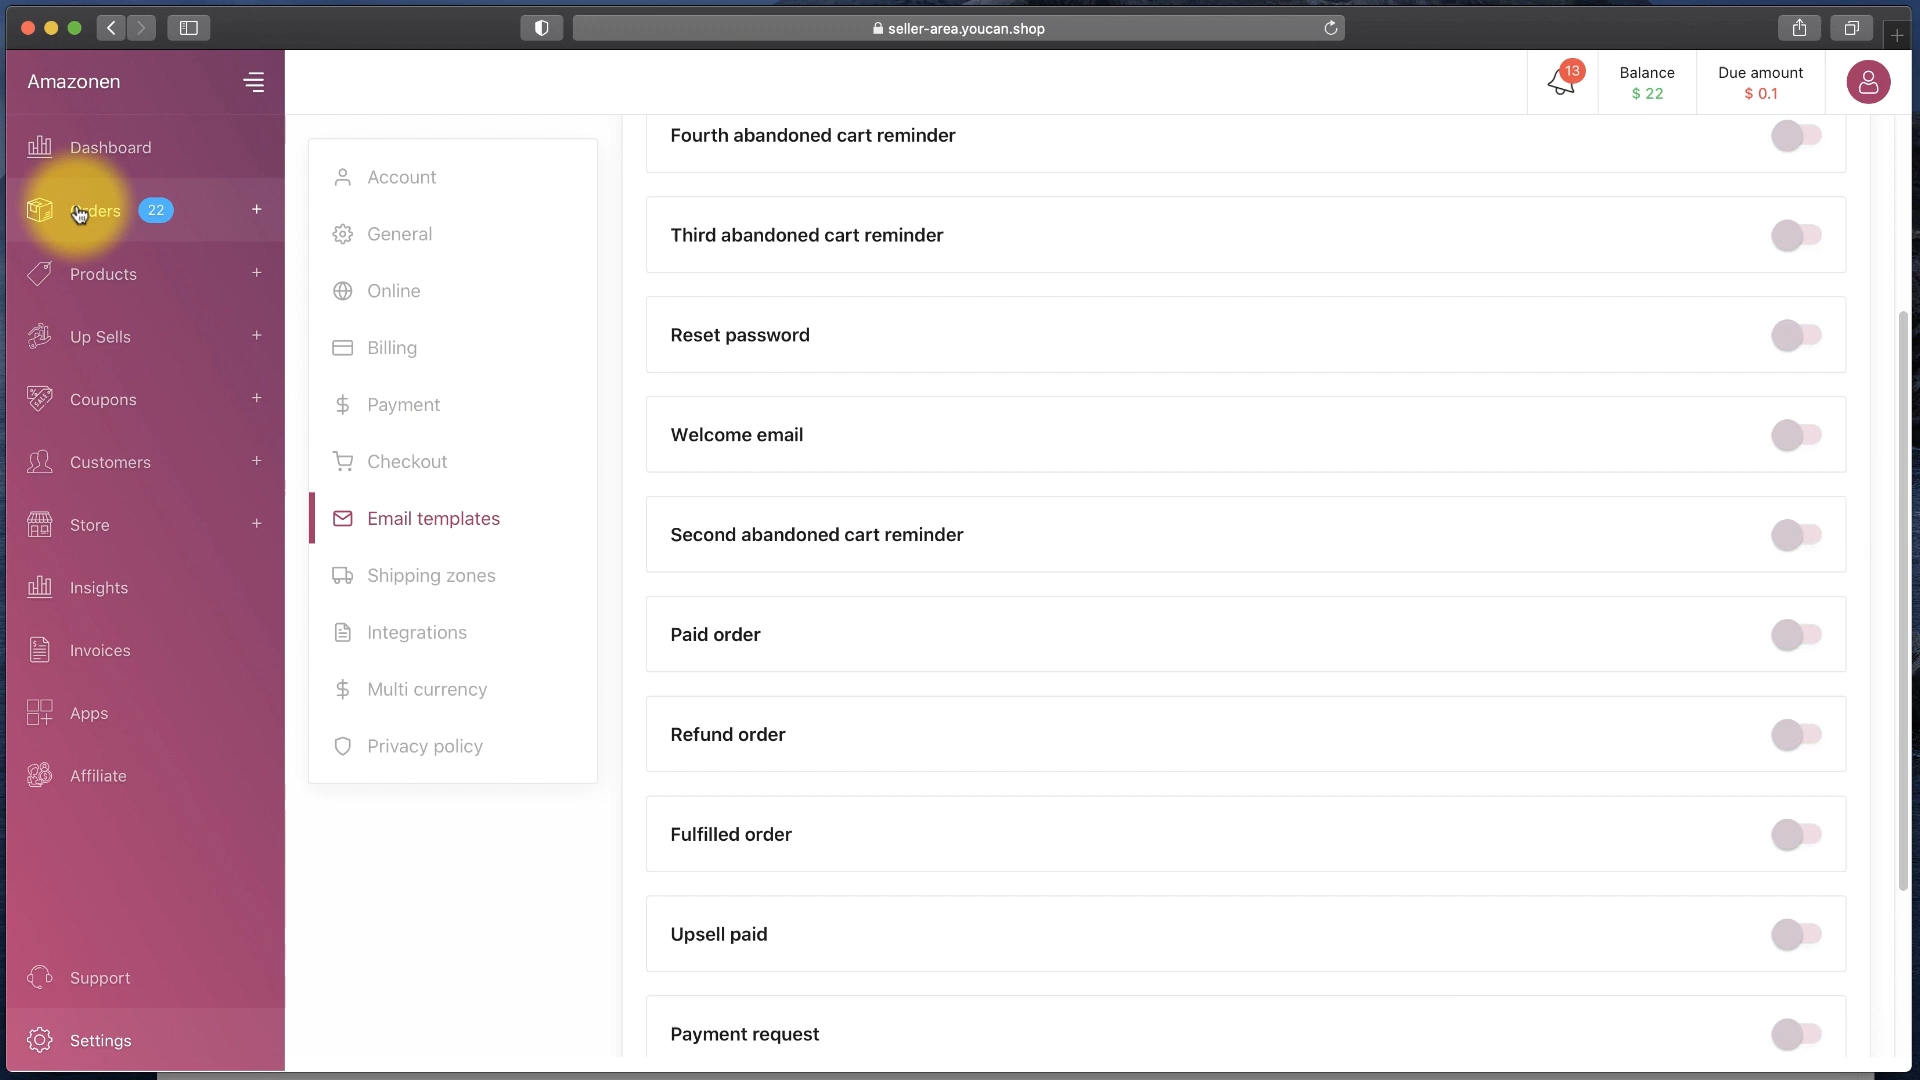 seller-area.youcan.shop
Amazonen
13
Balance
$ 22
Due amount
$ 0.1
Dashboard
Orders
22
Products
Up Sells
Coupons
Customers
Store
Insights
Invoices
Apps
Affiliate
Support
Settings
Account
General
Online
Billing
Payment
Checkout
Email templates
Shipping zones
Integrations
Multi currency
Privacy policy
Fourth abandoned cart reminder
Third abandoned cart reminder
Reset password
Welcome email
Second abandoned cart reminder
Paid order
Refund order
Fulfilled order
Upsell paid
Payment request